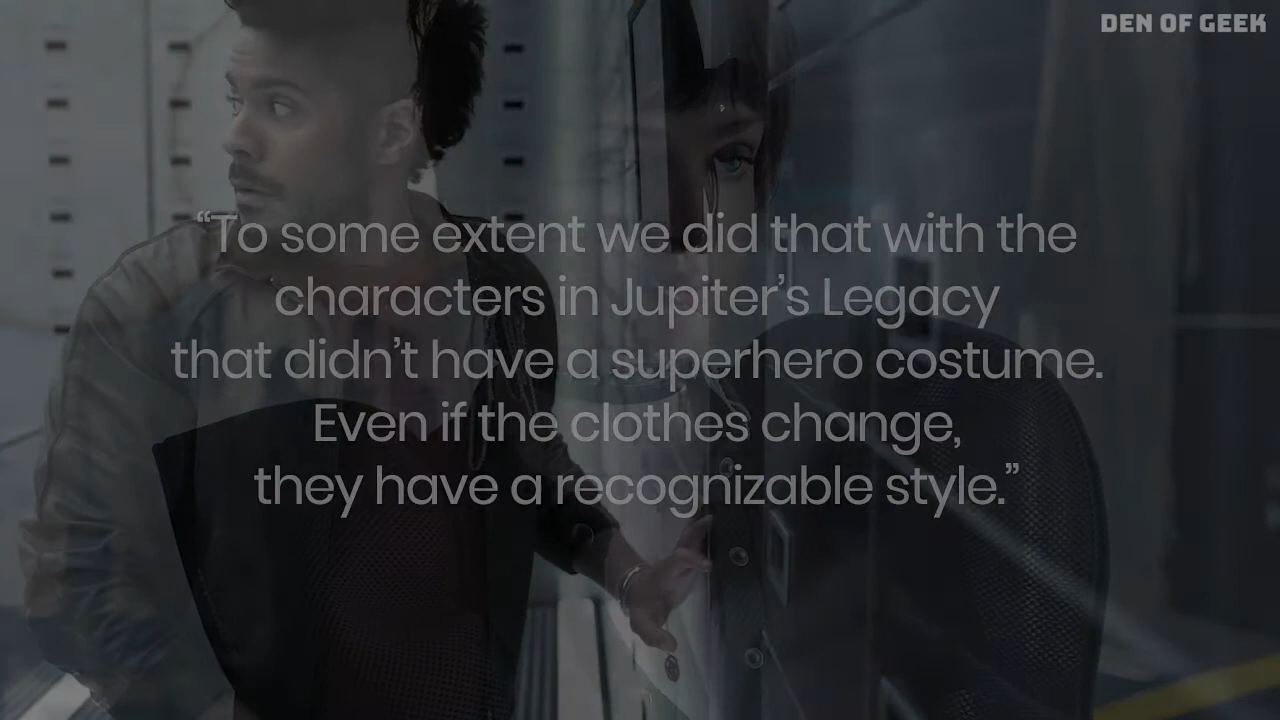 DEN OF GEEK
“To some extent we did that with the
characters in Jupiter’s Legacy
that didn’t have a superhero costume.
Even if the clothes change,
they have a recognizable style.”